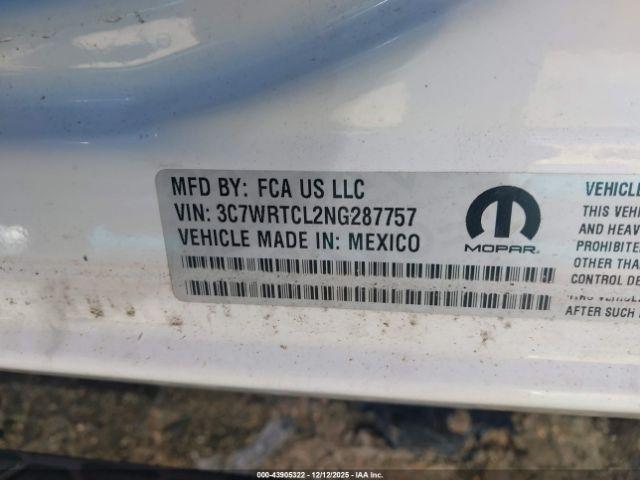 MFD BY: FCA US LLC
VIN: 3C7WRTCL2NG287757
VEHICLE MADE IN: MEXICO
MOPAR
VEHICLE
THIS VEHI
AND HEAV
PROHIBITE
OTHER THA
CONTROL DE
AFTER SUCH
000-43905322 - 12/12/2025 - IAA Inc.